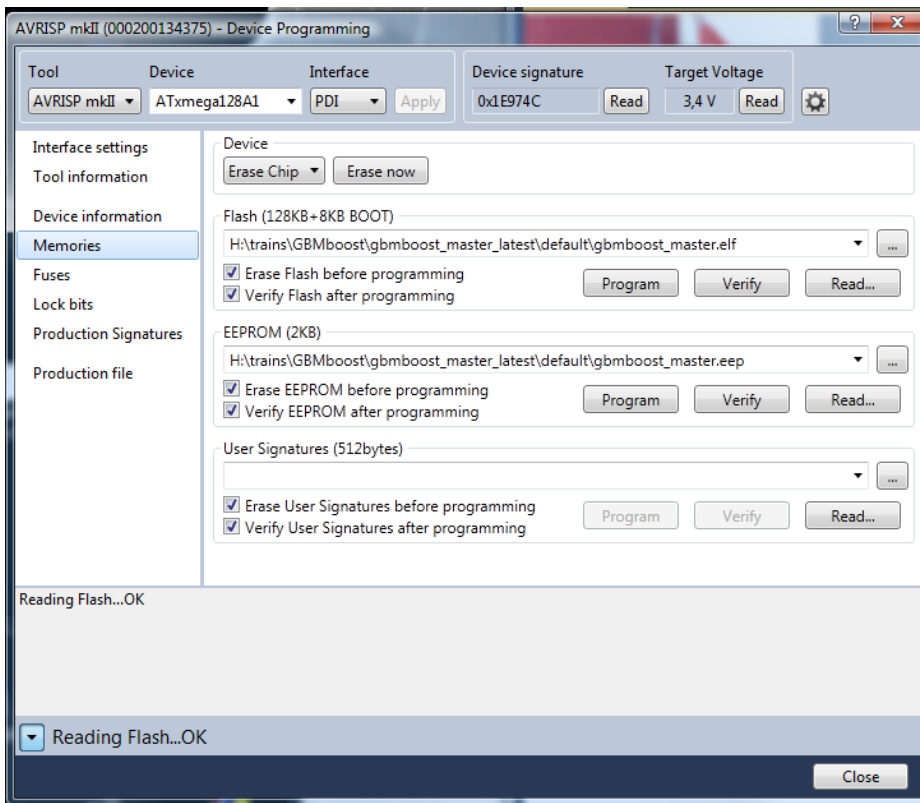 AVRISP mkII (000200134375) - Device Programming
Tool Device Interface Device signature Target Voltage
AVRISP mkII ATxmega128A1 PDI Apply 0x1E974C Read 3,4 V Read
Interface settings
Tool information
Device information
Memories
Fuses
Lock bits
Production Signatures
Production file
Device
Erase Chip Erase now
Flash (128KB+8KB BOOT)
H:\trains\GBMboost\gbmboost_master_latest\default\gbmboost_master.elf ...
Erase Flash before programming
Verify Flash after programming
Program Verify Read...
EEPROM (2KB)
H:\trains\GBMboost\gbmboost_master_latest\default\gbmboost_master.eep ...
Erase EEPROM before programming
Verify EEPROM after programming
Program Verify Read...
User Signatures (512bytes)
...
Erase User Signatures before programming
Verify User Signatures after programming
Program Verify Read...
Reading Flash...OK
Reading Flash...OK
Close